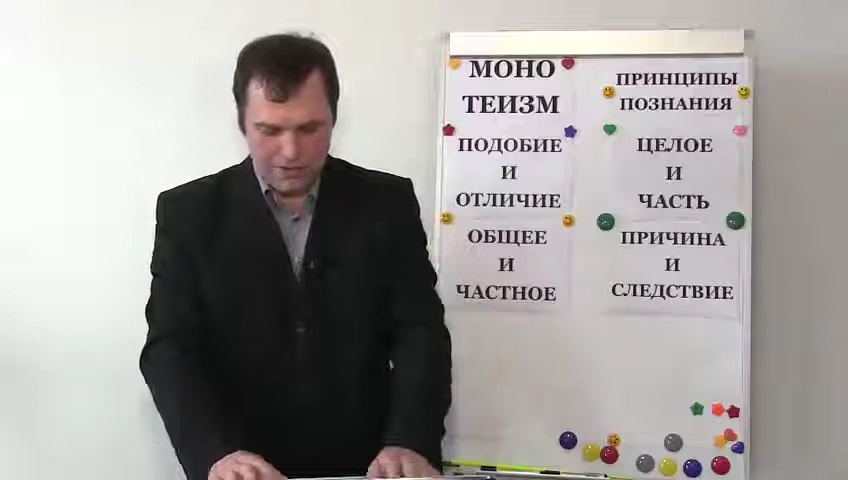 МОНО
ТЕИЗМ
ПРИНЦИПЫ
ПОЗНАНИЯ
ПОДОБИЕ
И
ОТЛИЧИЕ
ЦЕЛОЕ
И
ЧАСТЬ
ОБЩЕЕ
И
ЧАСТНОЕ
ПРИЧИНА
И
СЛЕДСТВИЕ